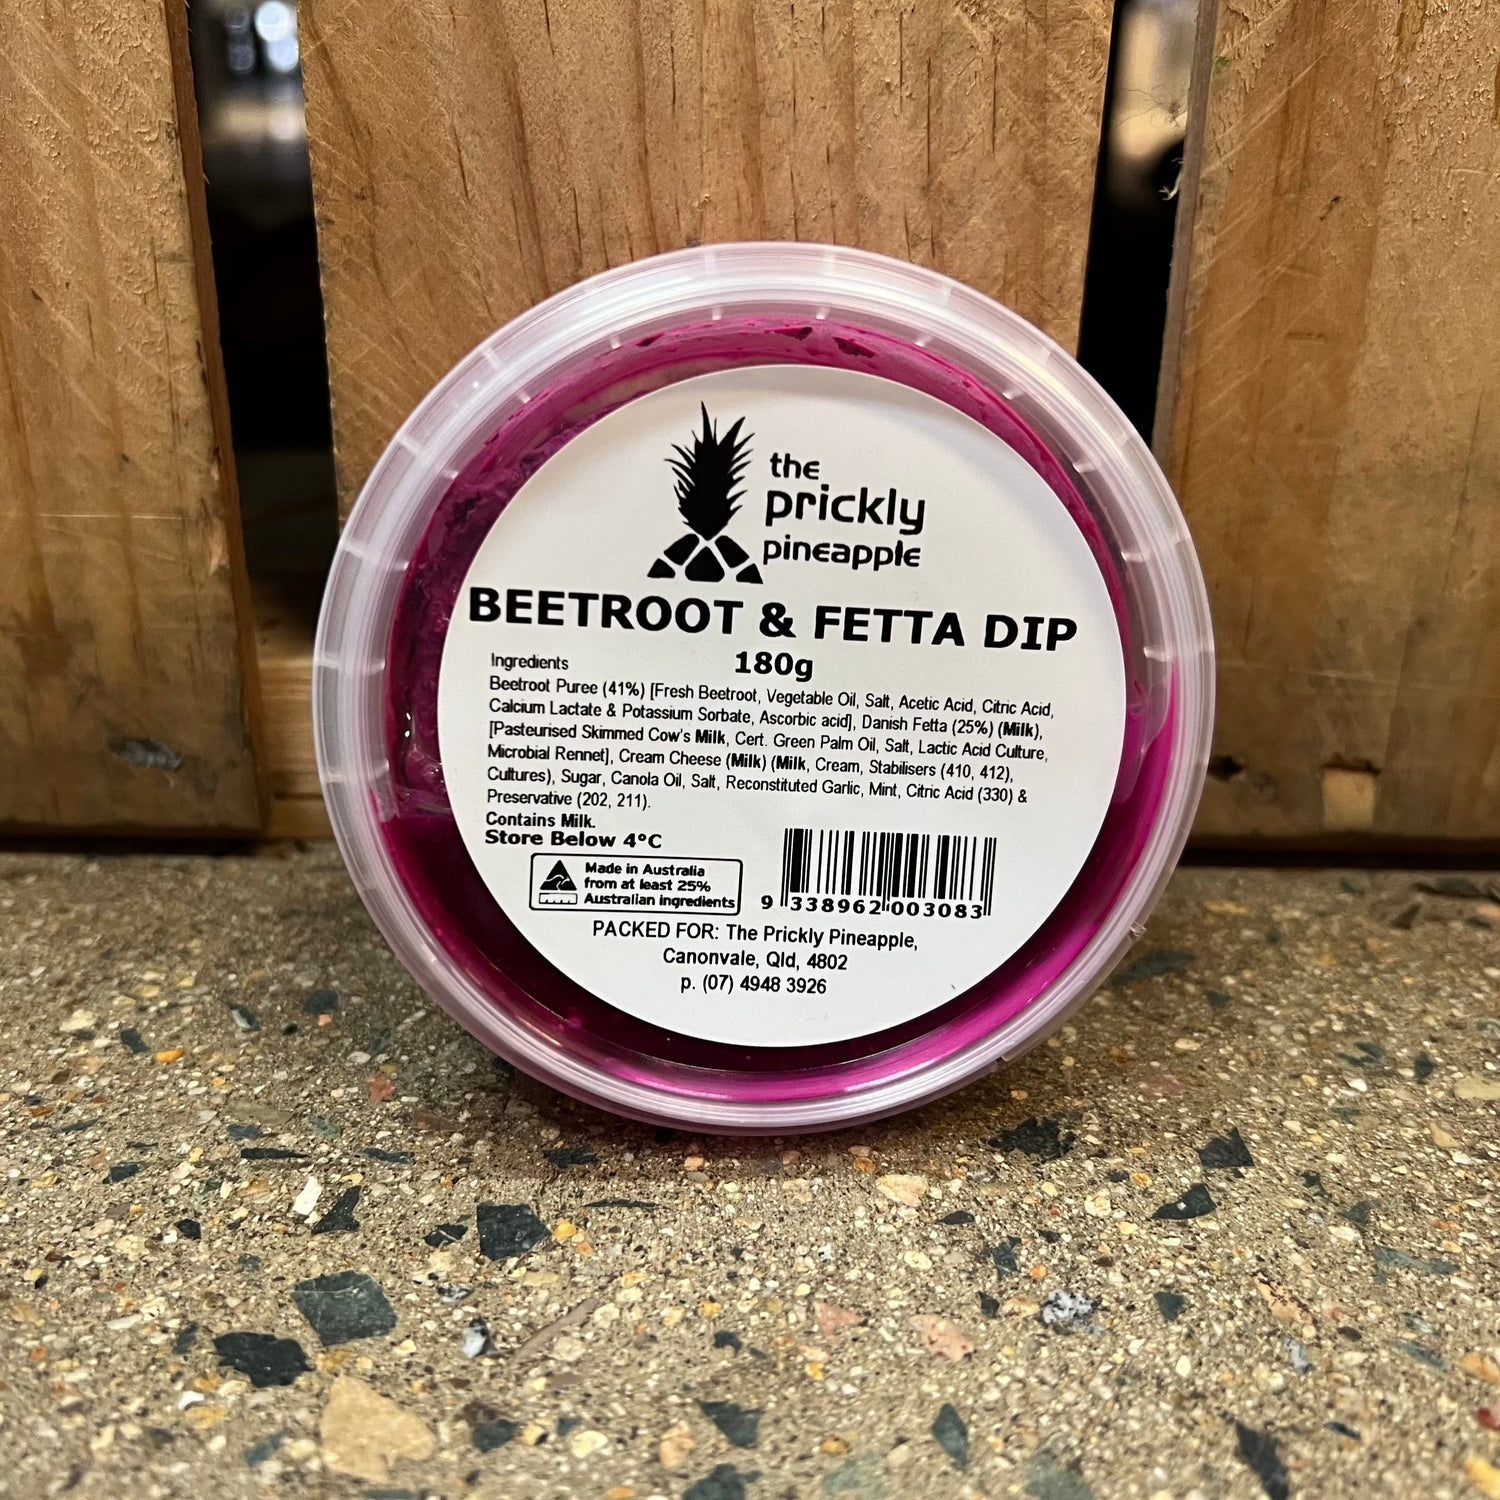 the
prickly
pineapple
BEETROOT & FETTA DIP
180g
Ingredients
Beetroot Puree (41%) [Fresh Beetroot, Vegetable Oil, Salt, Acetic Acid, Citric Acid,
Calcium Lactate & Potassium Sorbate, Ascorbic acid], Danish Fetta (25%) (Milk),
[Pasteurised Skimmed Cow's Milk, Cert. Green Palm Oil, Salt, Lactic Acid Culture,
Microbial Rennet], Cream Cheese (Milk) (Milk, Cream, Stabilisers (410, 412),
Cultures), Sugar, Canola Oil, Salt, Reconstituted Garlic, Mint, Citric Acid (330) &
Preservative (202, 211).
Contains Milk.
Store Below 4°C
Made in Australia
from at least 25%
Australian ingredients
9 338962 003083
PACKED FOR: The Prickly Pineapple,
Canonvale, Qld, 4802
p. (07) 4948 3926